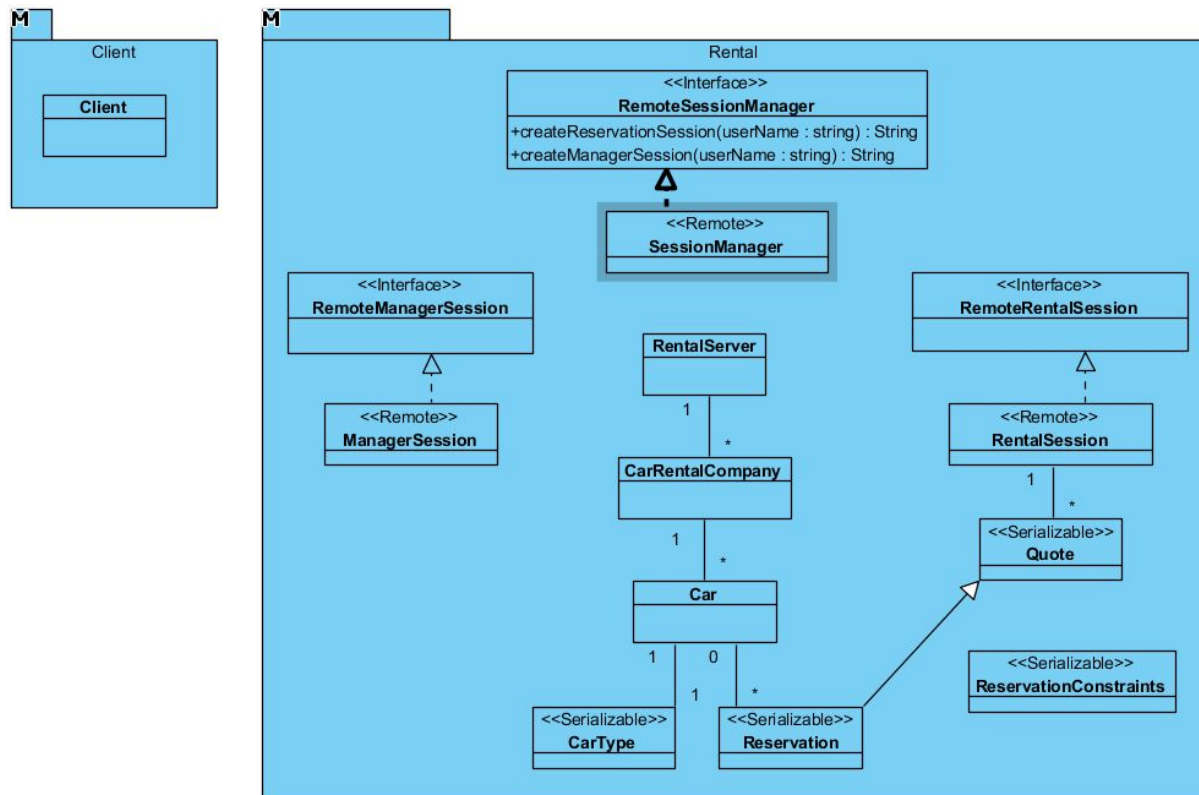 M
Client
Client
M
Rental
<<Interface>>
RemoteSessionManager
+createReservationSession(userName : string) : String
+createManagerSession(userName : string) : String
<<Remote>>
SessionManager
<<Interface>>
RemoteManagerSession
<<Interface>>
RemoteRentalSession
RentalServer
<<Remote>>
ManagerSession
<<Remote>>
RentalSession
1
*
CarRentalCompany
1
*
<<Serializable>>
Quote
1
*
Car
1
0
1
*
<<Serializable>>
ReservationConstraints
<<Serializable>>
CarType
<<Serializable>>
Reservation